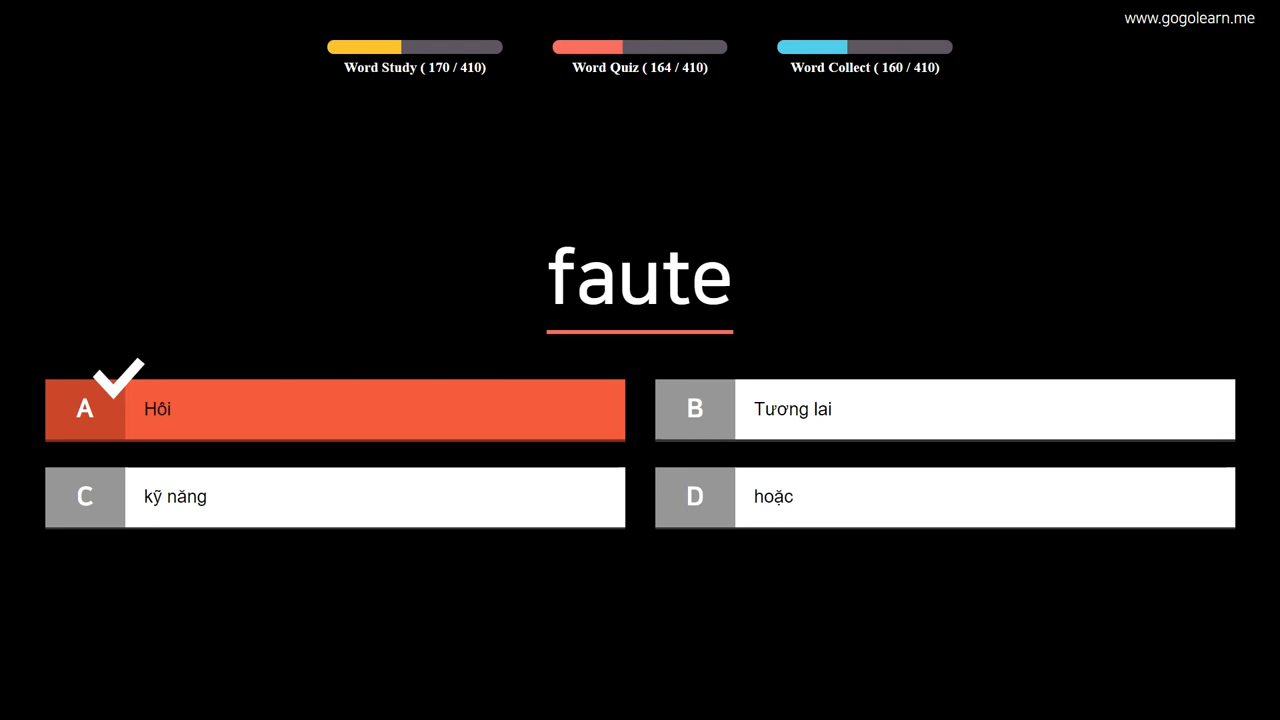 www.gogolearn.me
Word Study ( 170 / 410)
Word Quiz ( 164 / 410)
Word Collect ( 160 / 410)
faute
A Hôi
B Tương lai
C kỹ năng
D hoặc